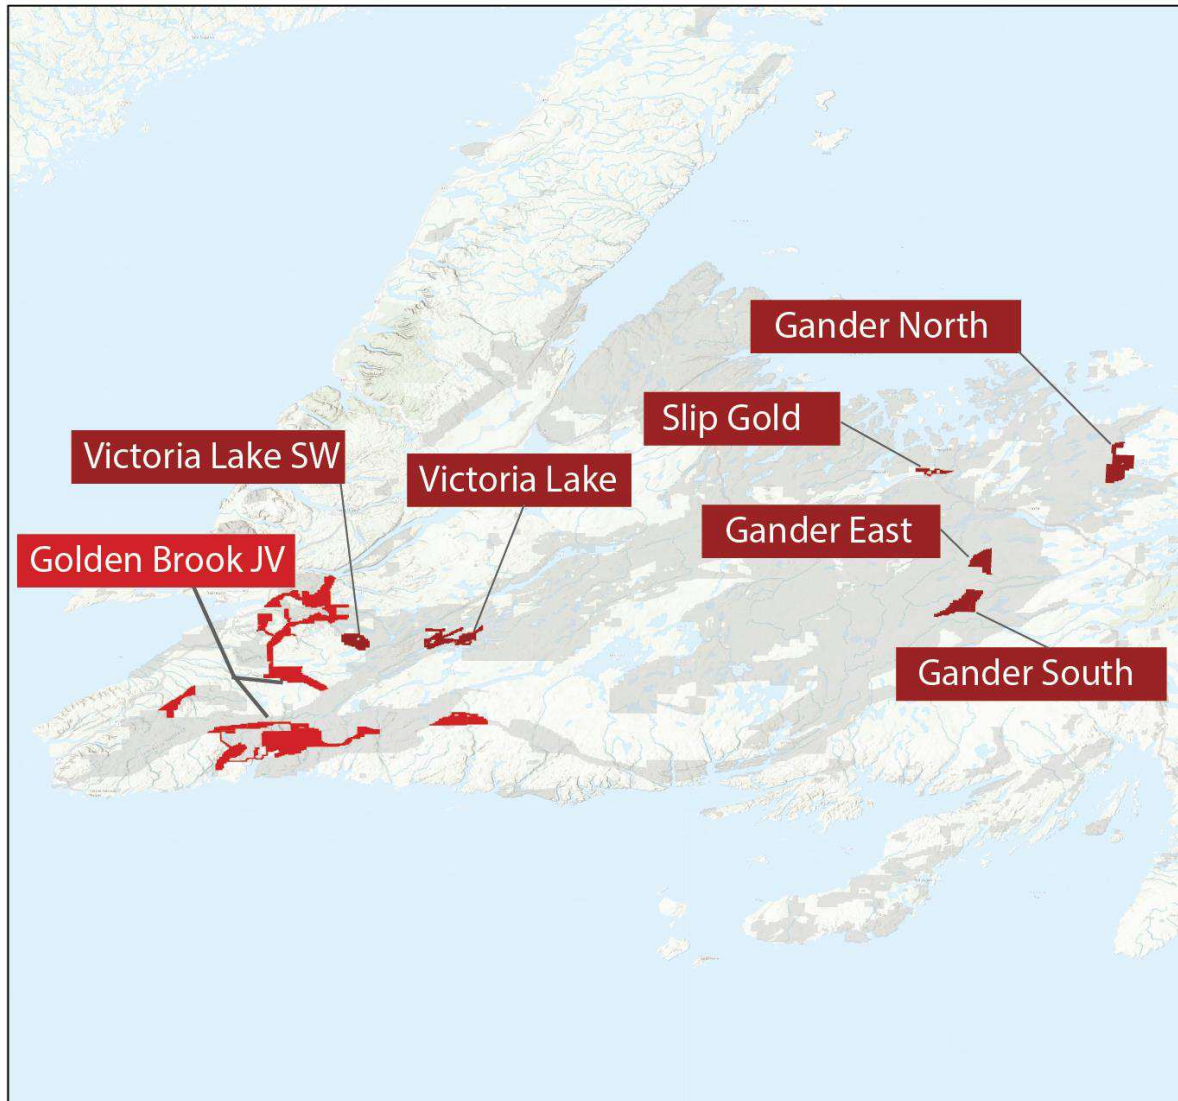 Gander North
Slip Gold
Victoria Lake SW
Victoria Lake
Gander East
Golden Brook JV
Gander South